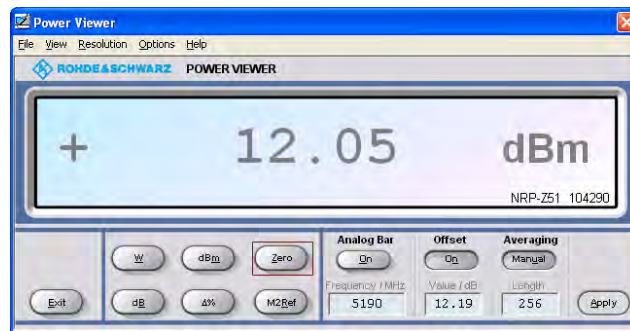 Power Viewer
File View Resolution Options Help
ROHDE&SCHWARZ POWER VIEWER
+ 12.05 dBm
NRP-Z51 104290
Analog Bar Offset Averaging
W dBm Zero On On Manual
Frequency / MHz Value / dB Length
Exit dB Δ% M2Ref 5190 12.19 256 Apply